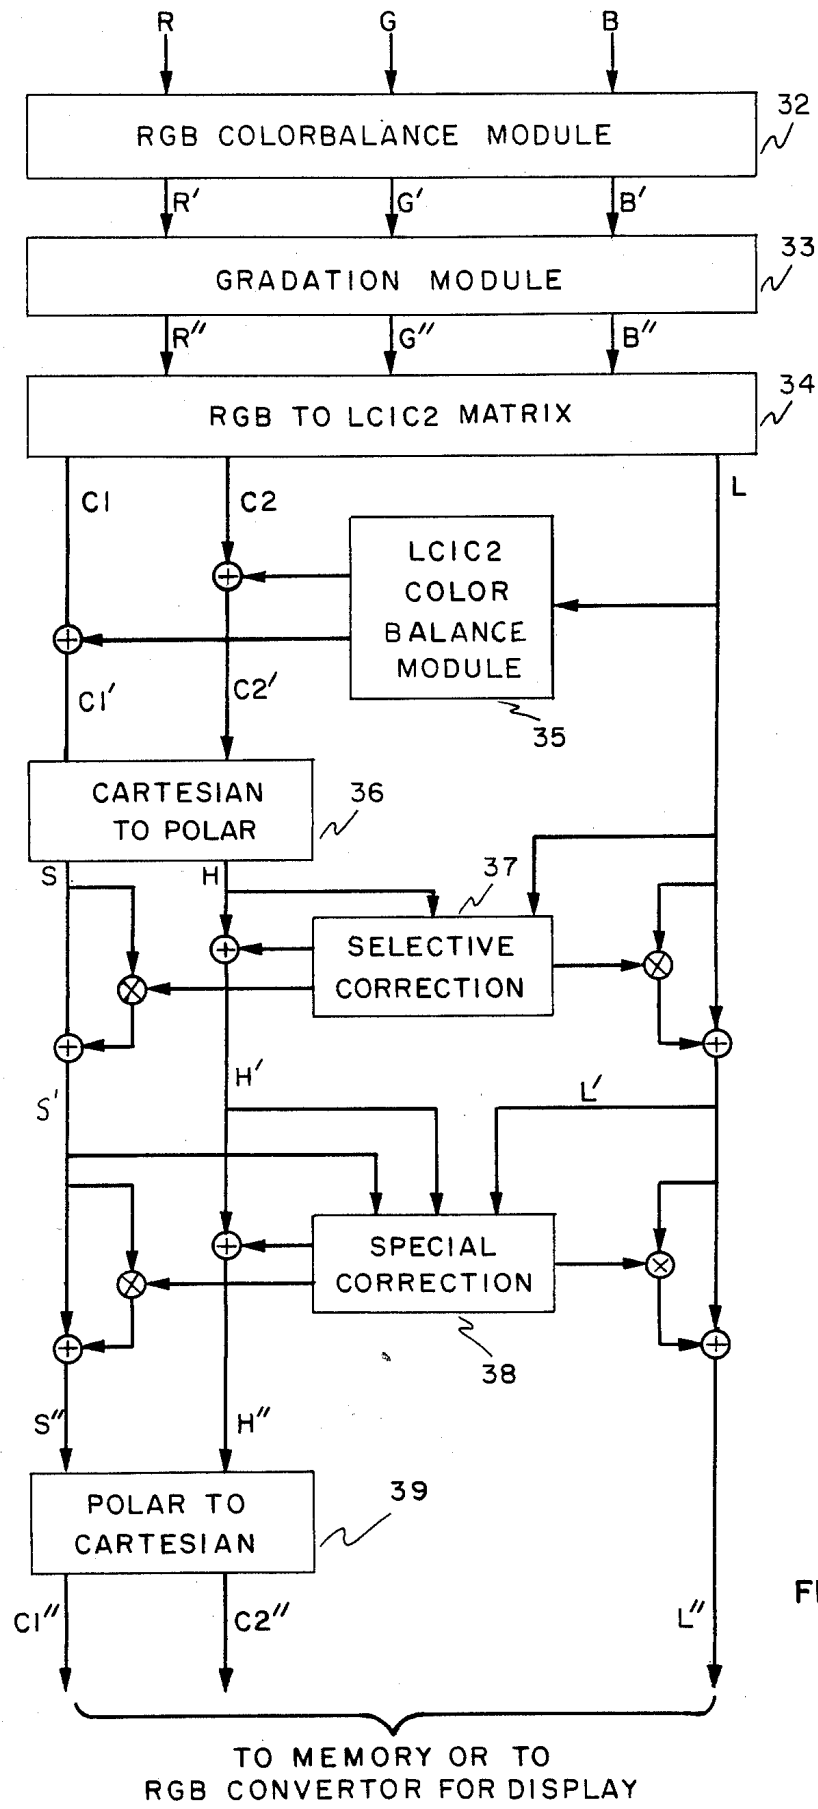 R G B
RGB COLORBALANCE MODULE
32
R' G' B'
GRADATION MODULE
33
R" G" B"
RGB TO LC1C2 MATRIX
34
C1 C2 L
LC1C2
COLOR
BALANCE
MODULE
35
C1' C2'
CARTESIAN
TO POLAR
36
S H
37
SELECTIVE
CORRECTION
S' H' L'
SPECIAL
CORRECTION
38
S" H"
POLAR TO
CARTESIAN
39
C1" C2" L"
TO MEMORY OR TO
RGB CONVERTOR FOR DISPLAY